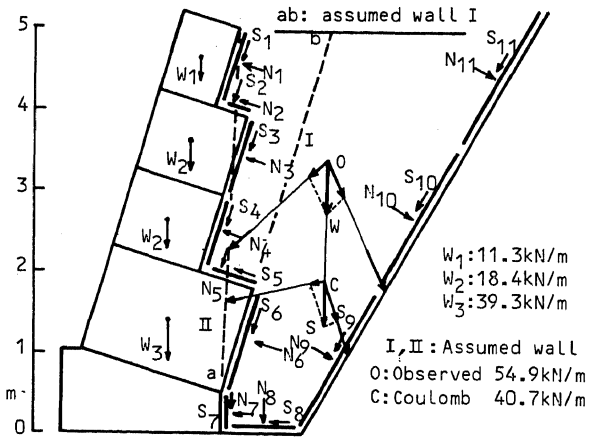 ab: assumed wall I
5
4
3
2
1
m
0
b
a
I
II
S1
N1
S2
N2
S3
N3
S4
N4
S5
N5
S6
N6
S7
N7
N8
S8
N9
S9
N10
S10
N11
S11
W1
W2
W2
W3
O
W
C
S
W1:11.3kN/m
W2:18.4kN/m
W3:39.3kN/m
I,II:Assumed wall
O:Observed 54.9kN/m
C:Coulomb 40.7kN/m